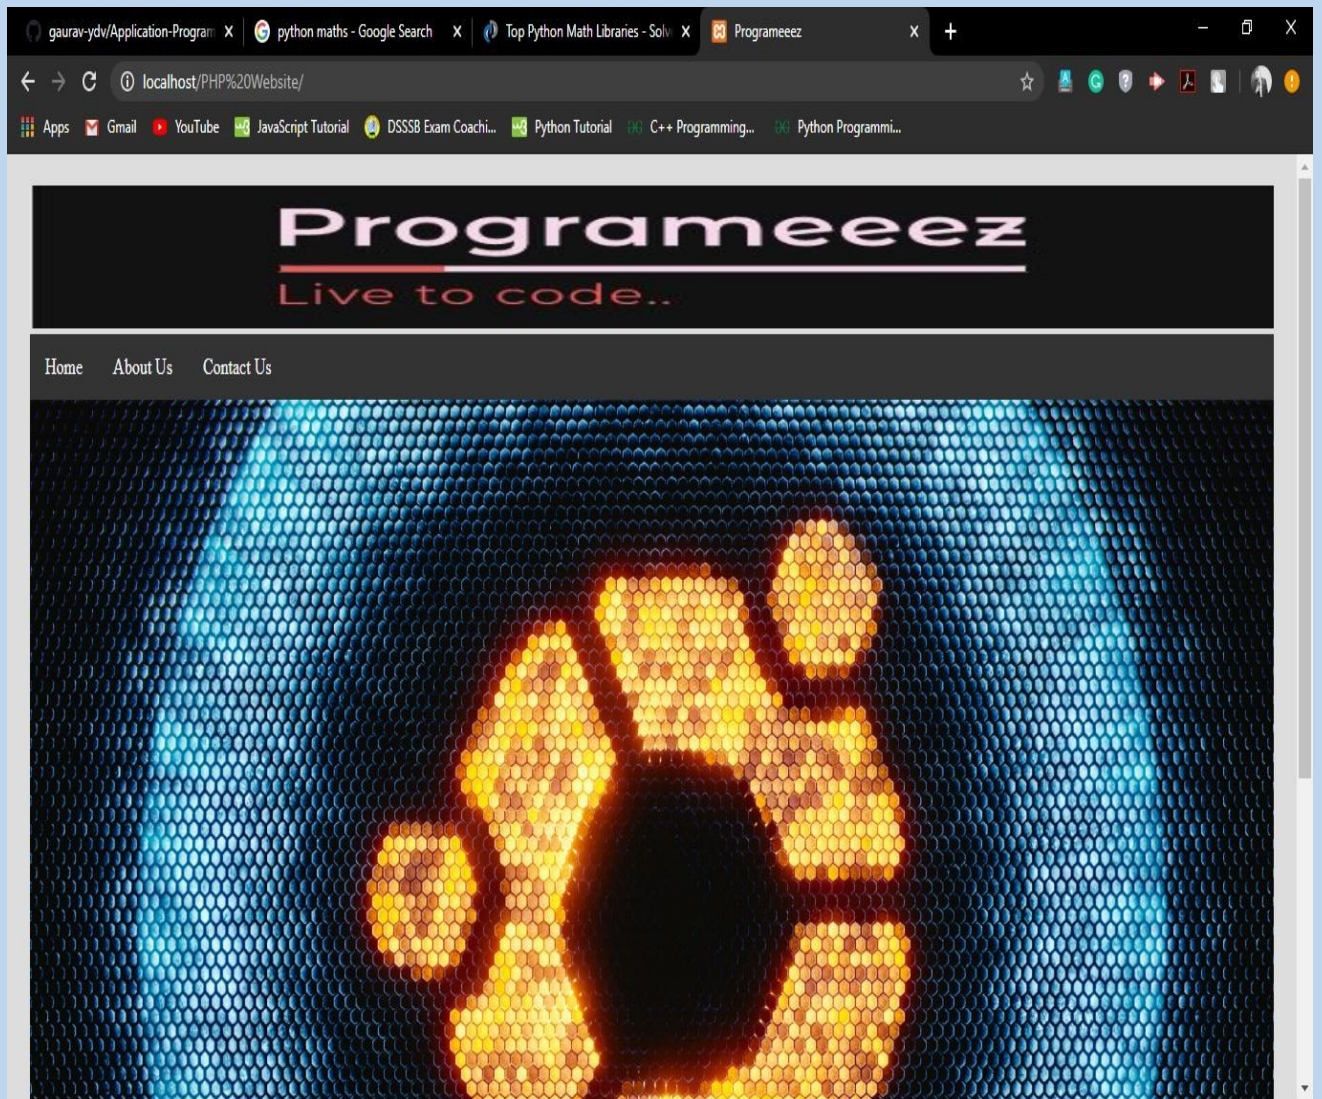 gaurav-ydv/Application-Program
python maths - Google Search
Top Python Math Libraries - Solv
Programeeez
localhost/PHP%20Website/
Apps Gmail YouTube JavaScript Tutorial DSSSB Exam Coachi... Python Tutorial C++ Programming... Python Programmi...
Programeeez
Live to code..
Home About Us Contact Us